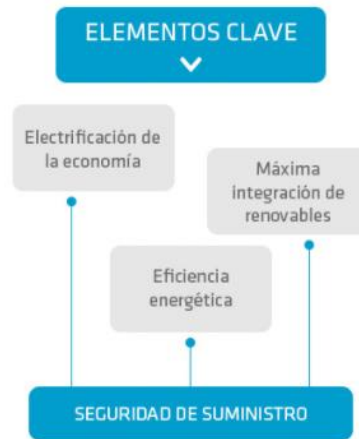 ELEMENTOS CLAVE
Electrificación de
la economía
Máxima
integración de
renovables
Eficiencia
energética
SEGURIDAD DE SUMINISTRO